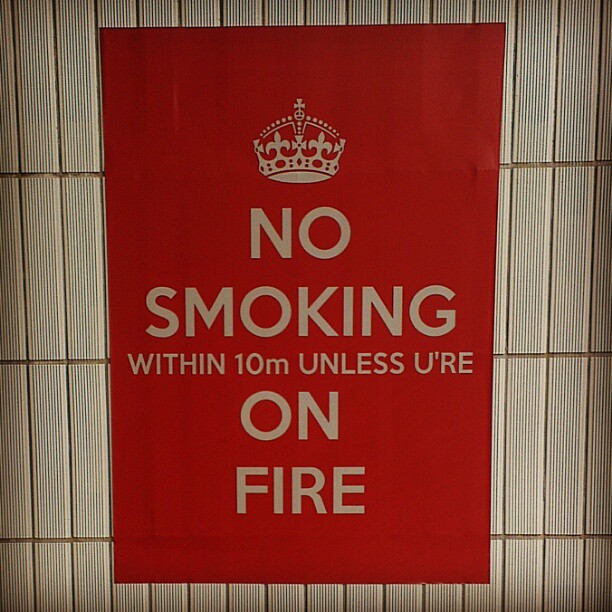 NO
SMOKING
WITHIN 10m UNLESS U'RE
ON
FIRE